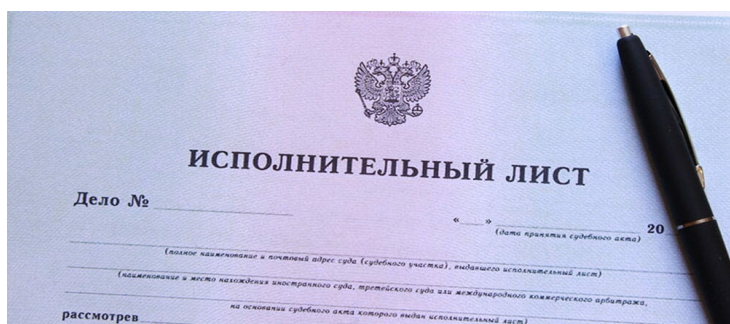 ИСПОЛНИТЕЛЬНЫЙ ЛИСТ
Дело №
« » 20
(дата принятия судебного акта)
(полное наименование и почтовый адрес суда (судебного участка), выдавшего исполнительный лист)
(наименование и место нахождения иностранного суда, третейского суда или международного коммерческого арбитража,
на основании судебного акта которого выдан исполнительный лист)
рассмотрев